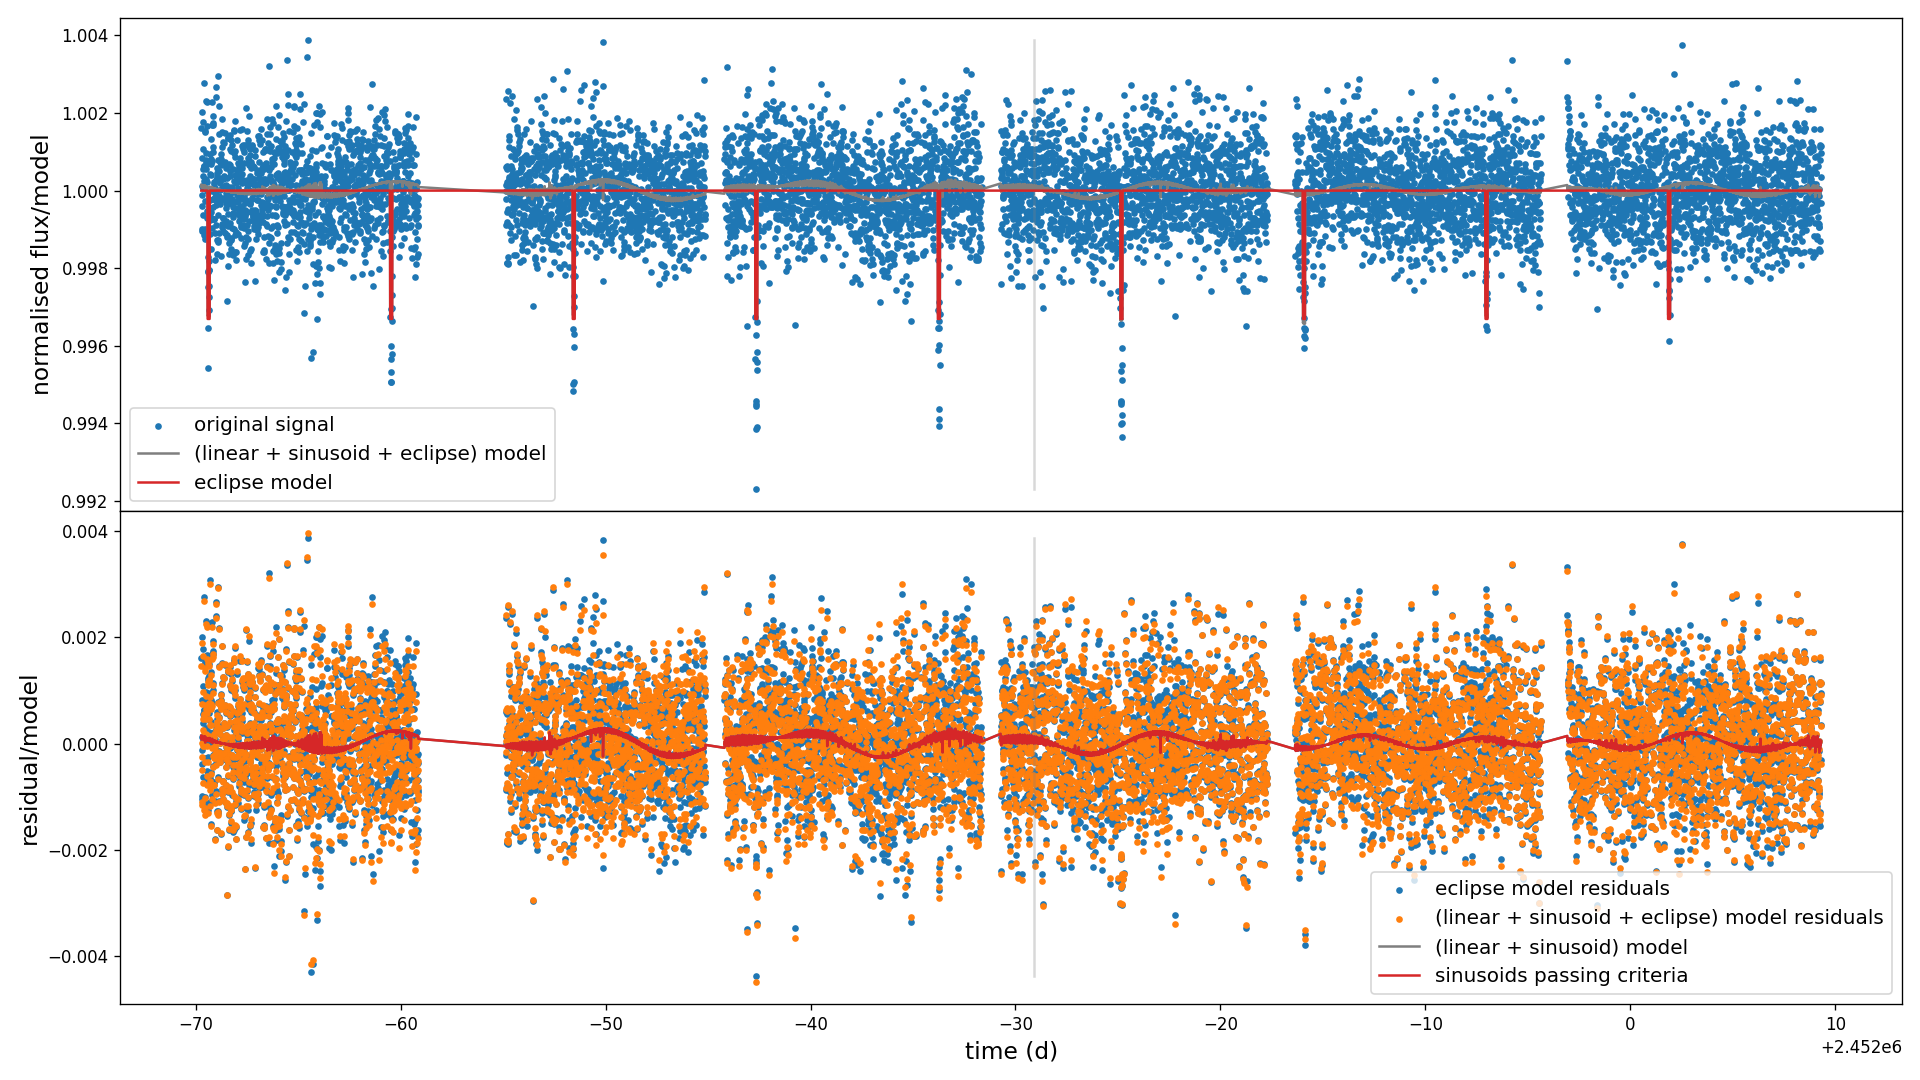 1.004
1.002
1.000
0.998
0.996
0.994
0.992
normalised flux/model
original signal
(linear + sinusoid + eclipse) model
eclipse model
0.004
0.002
0.000
−0.002
−0.004
residual/model
eclipse model residuals
(linear + sinusoid + eclipse) model residuals
(linear + sinusoid) model
sinusoids passing criteria
−70
−60
−50
−40
−30
−20
−10
0
10
+2.452e6
time (d)